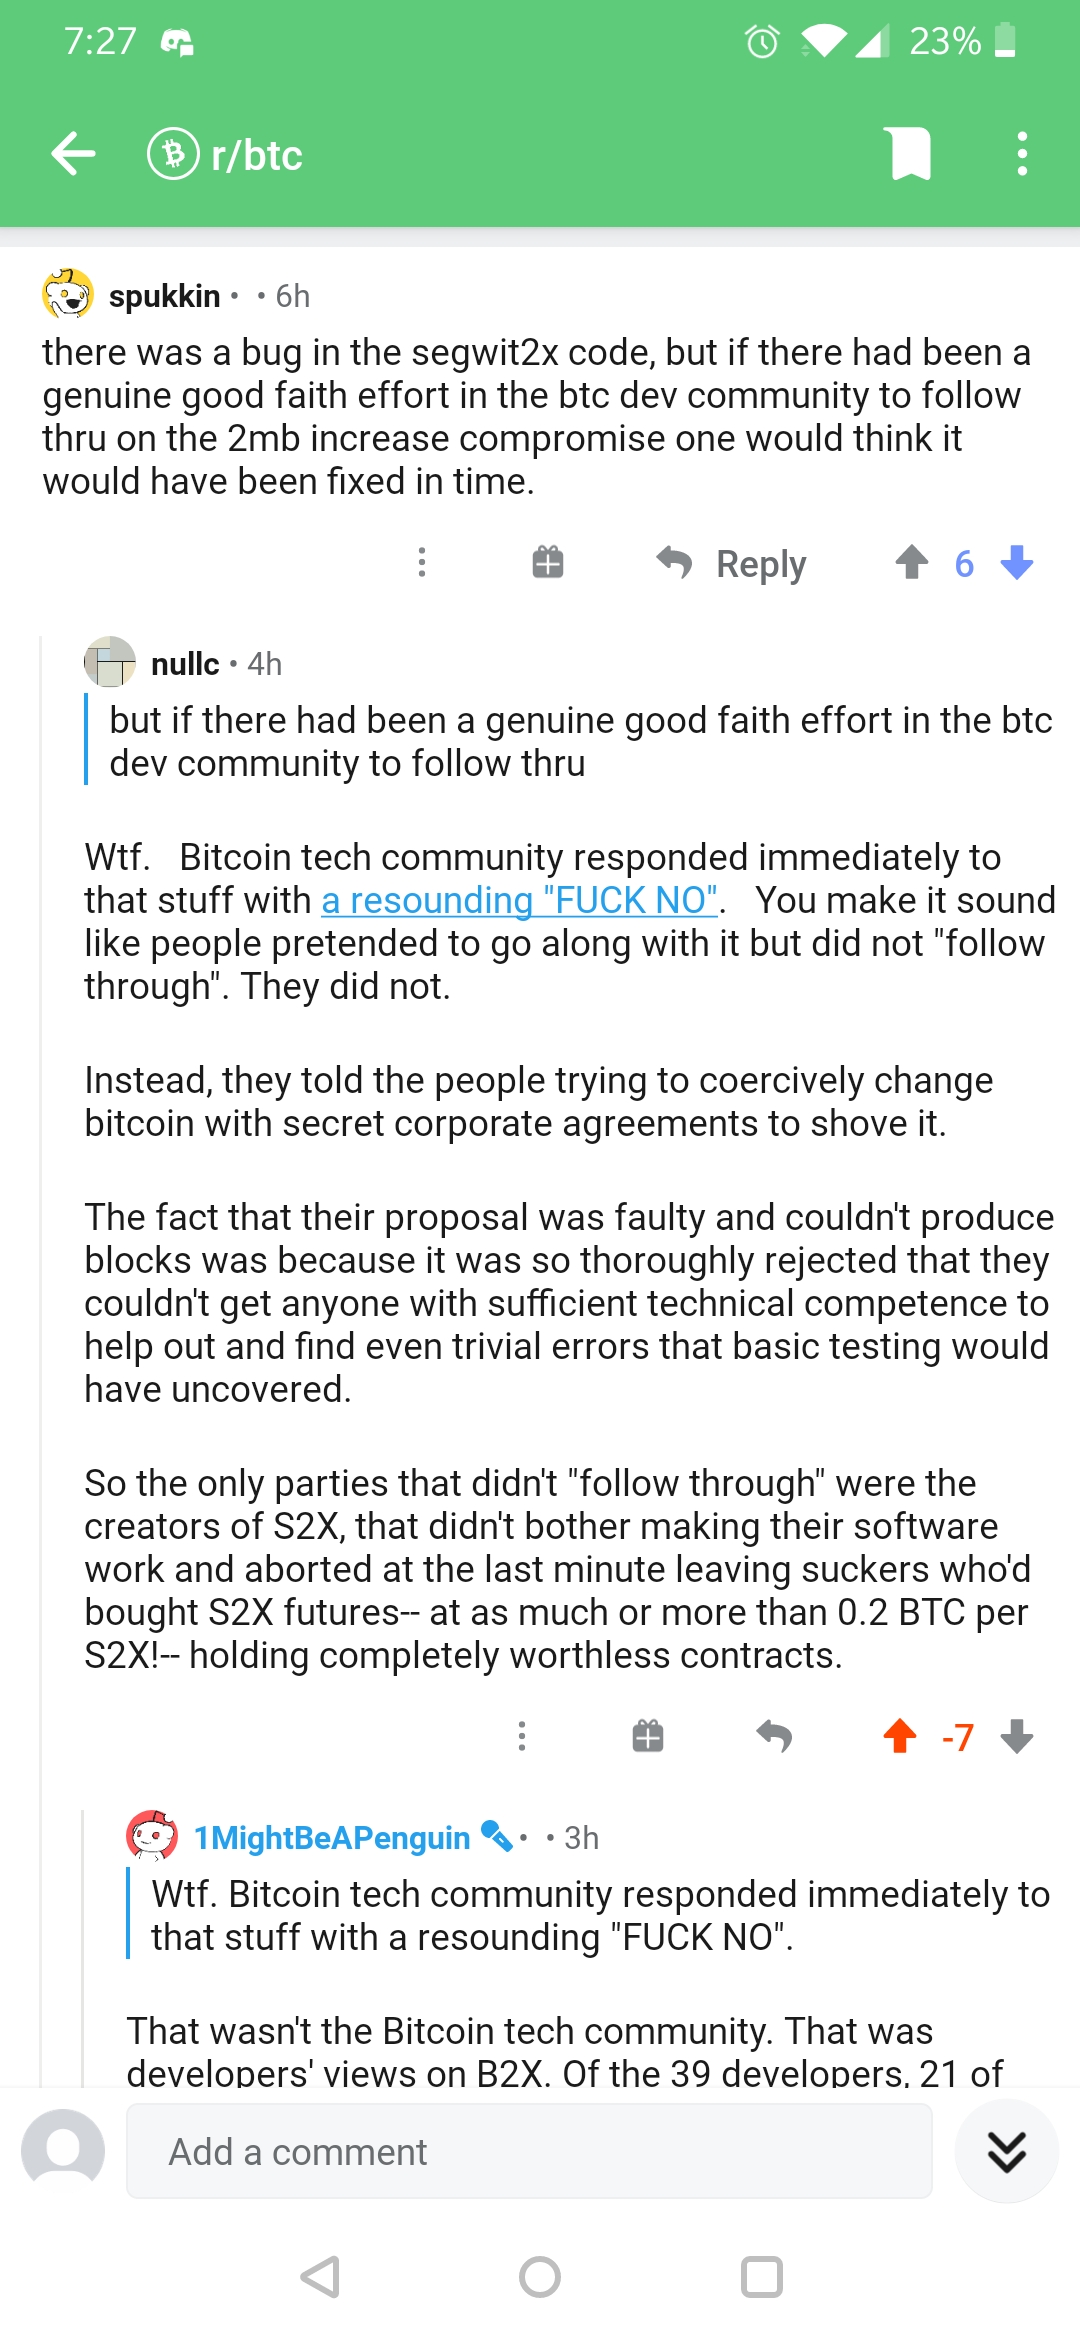 7:27 23%
r/btc
spukkin • • 6h
there was a bug in the segwit2x code, but if there had been a
genuine good faith effort in the btc dev community to follow
thru on the 2mb increase compromise one would think it
would have been fixed in time.
Reply 6
nullc • 4h
but if there had been a genuine good faith effort in the btc
dev community to follow thru
Wtf. Bitcoin tech community responded immediately to
that stuff with a resounding "FUCK NO". You make it sound
like people pretended to go along with it but did not "follow
through". They did not.
Instead, they told the people trying to coercively change
bitcoin with secret corporate agreements to shove it.
The fact that their proposal was faulty and couldn't produce
blocks was because it was so thoroughly rejected that they
couldn't get anyone with sufficient technical competence to
help out and find even trivial errors that basic testing would
have uncovered.
So the only parties that didn't "follow through" were the
creators of S2X, that didn't bother making their software
work and aborted at the last minute leaving suckers who'd
bought S2X futures-- at as much or more than 0.2 BTC per
S2X!-- holding completely worthless contracts.
-7
1MightBeAPenguin • • 3h
Wtf. Bitcoin tech community responded immediately to
that stuff with a resounding "FUCK NO".
That wasn't the Bitcoin tech community. That was
developers' views on B2X. Of the 39 developers, 21 of
Add a comment